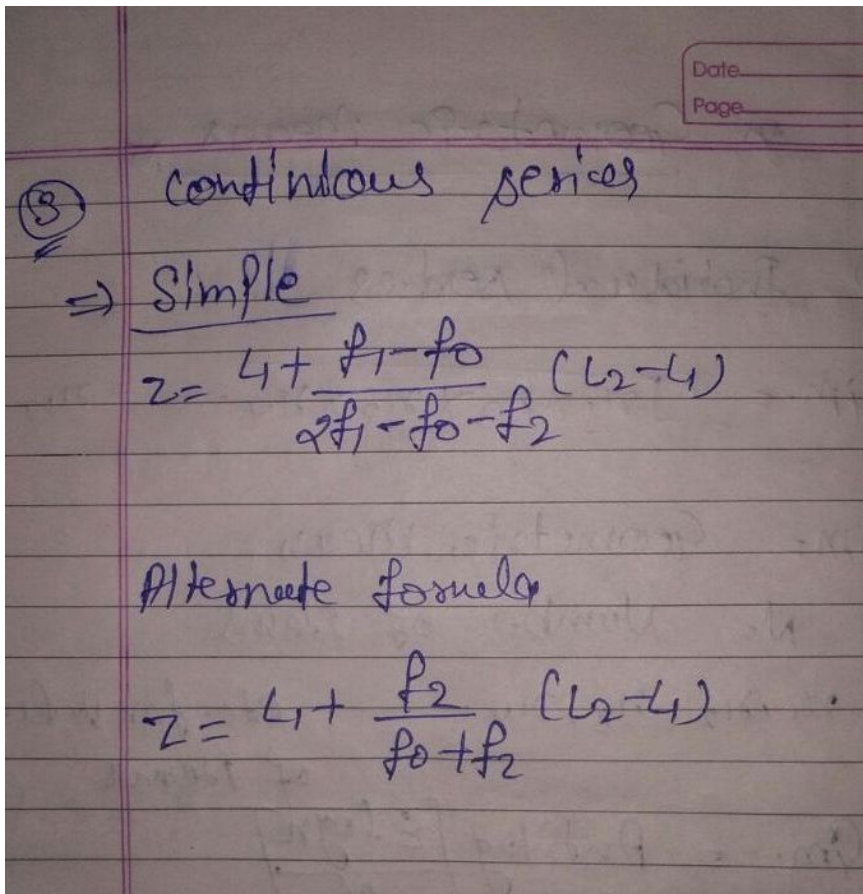 Date
Page
3 Continuous series
⇒ Simple
Z = L1 + f1-f0 / 2f1-f0-f2 (L2-L1)
Alternate formula
Z = L1 + f2 / f0+f2 (L2-L1)